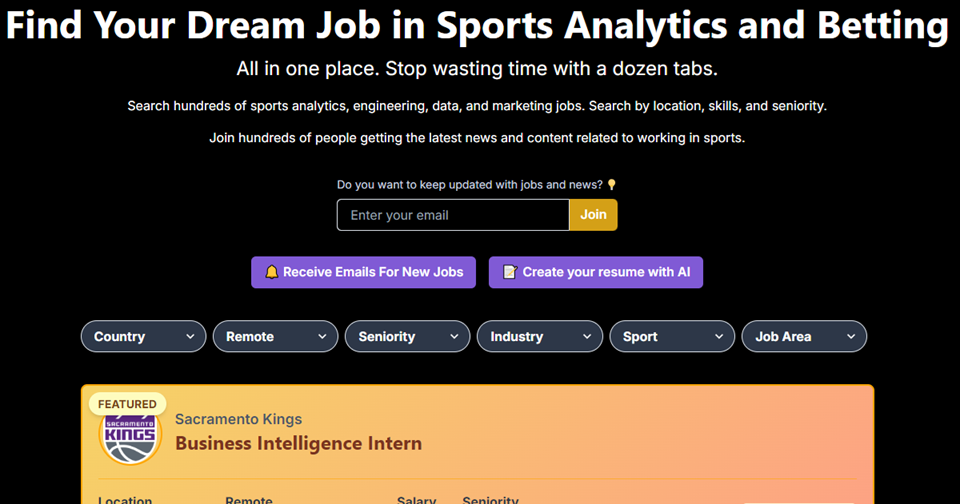 Find Your Dream Job in Sports Analytics and Betting
All in one place. Stop wasting time with a dozen tabs.
Search hundreds of sports analytics, engineering, data, and marketing jobs. Search by location, skills, and seniority.
Join hundreds of people getting the latest news and content related to working in sports.
Do you want to keep updated with jobs and news? 💡
Enter your email Join
🔔 Receive Emails For New Jobs 📝 Create your resume with AI
Country Remote Seniority Industry Sport Job Area
FEATURED
SACRAMENTO
KINGS
Sacramento Kings
Business Intelligence Intern
Location Remote Salary Seniority